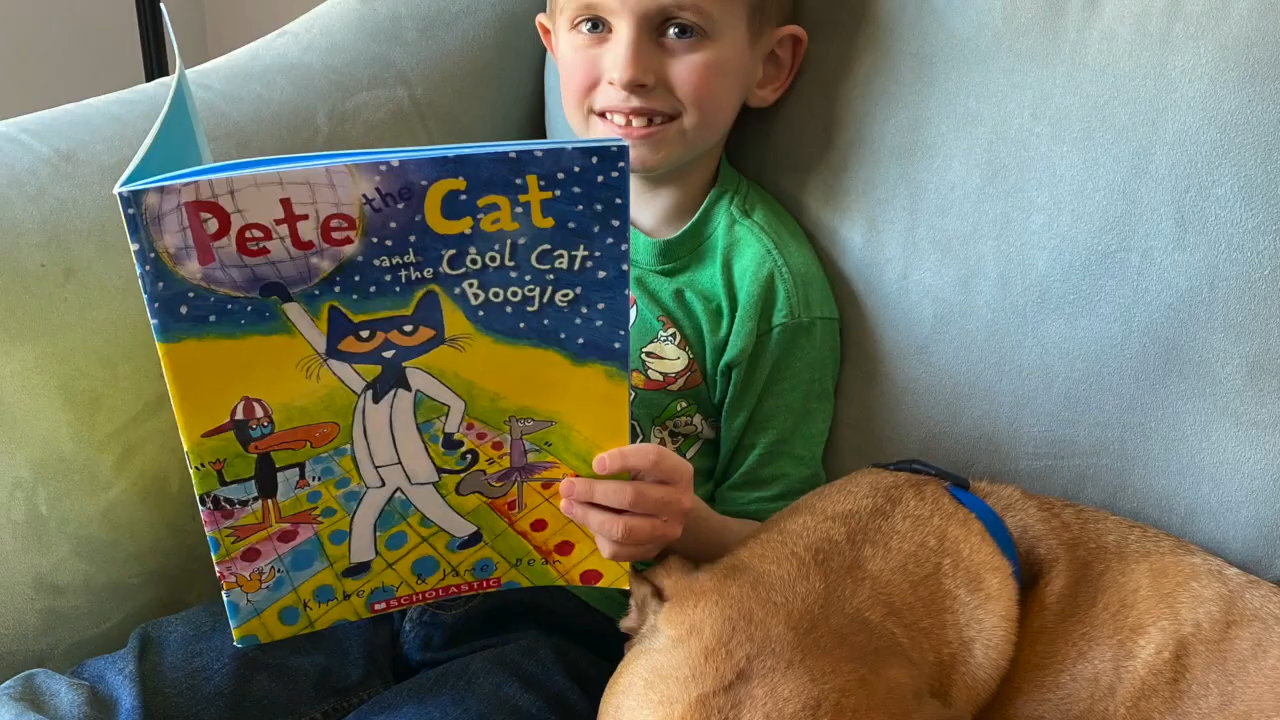 Pete the Cat
and the Cool Cat
Boogie
Kimberly & James Dean
SCHOLASTIC